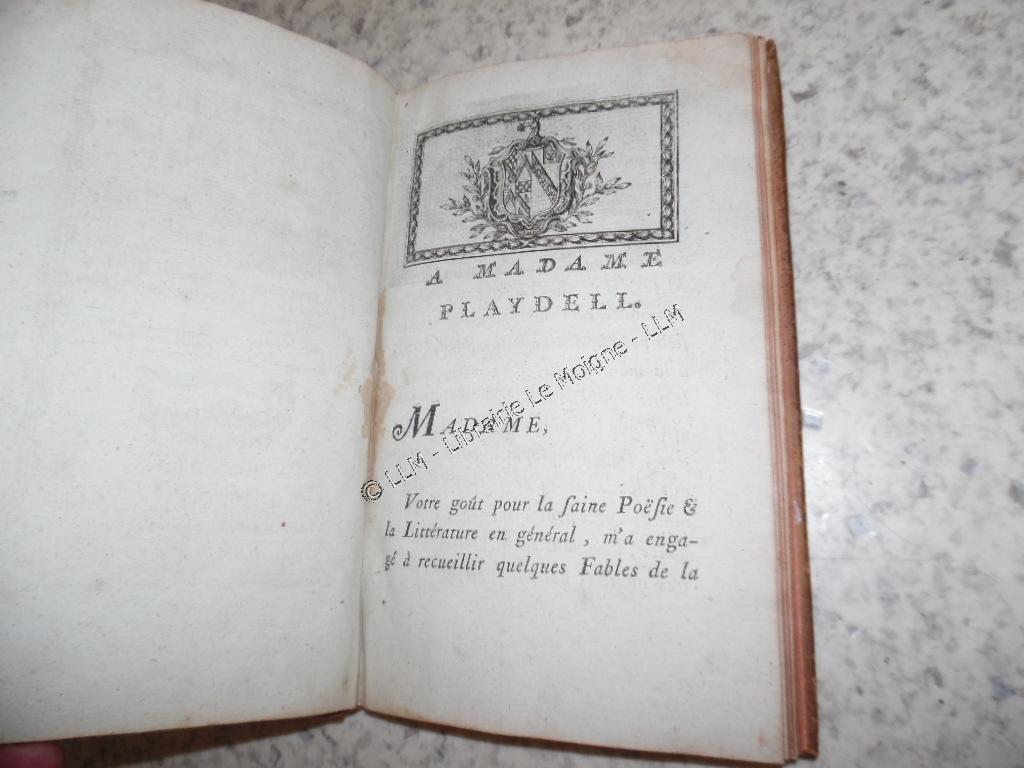 A MADAME
PLAYDELL.
MADAME,
Votre goût pour la ſaine Poëſie &
la Littérature en général, m'a enga-
gé à recueillir quelques Fables de la
© LLM - Librairie Le Moigne - LLM